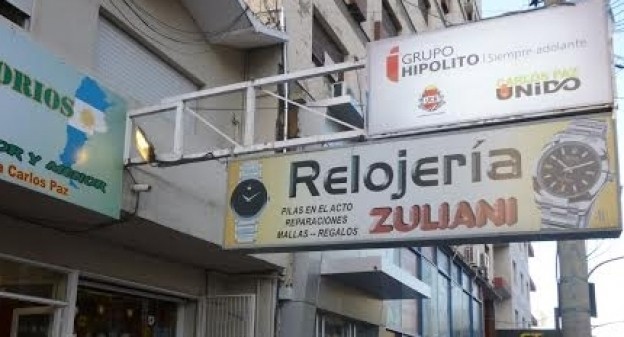 ORIOS
OR Y MENOR
a Carlos Paz
GRUPO
HIPOLITO | Siempre adelante
CARLOS PAZ
UNIDO
Relojería
PILAS EN EL ACTO
REPARACIONES
MALLAS -- REGALOS
ZULIANI